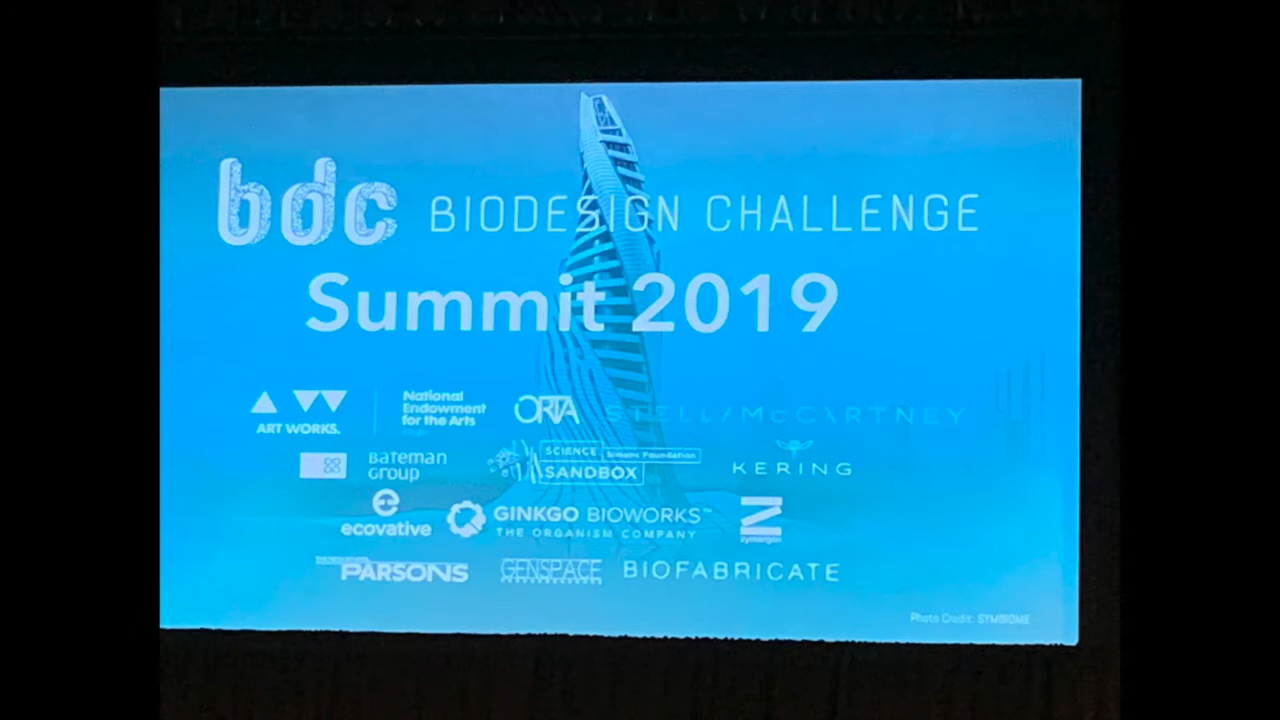 bdc BIODESIGN CHALLENGE
Summit 2019
ART WORKS.
National
Endowment
for the Arts
ORTA
STELLA McCARTNEY
BaTEMAN
GrOUP
SCIENCE
Simons Foundation
SANDBOX
KERING
ecovative
GINKGO BIOWORKS™
THE ORGANISM COMPANY
zymergen
PARSONS
GENSPACE
BIOFABRICATE
Photo Credit: SYMBIOME